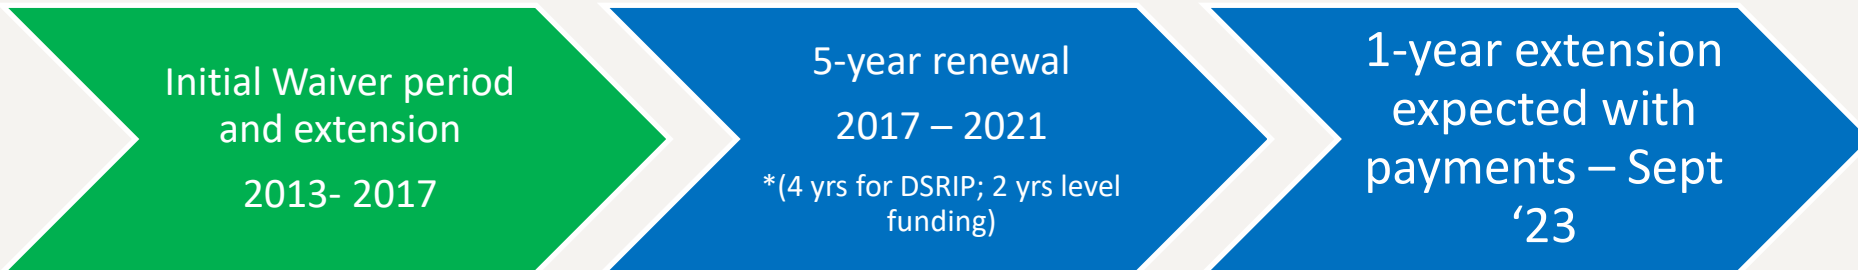 Initial Waiver period
and extension
2013- 2017
5-year renewal
2017 – 2021
*(4 yrs for DSRIP; 2 yrs level
funding)
1-year extension
expected with
payments – Sept
‘23